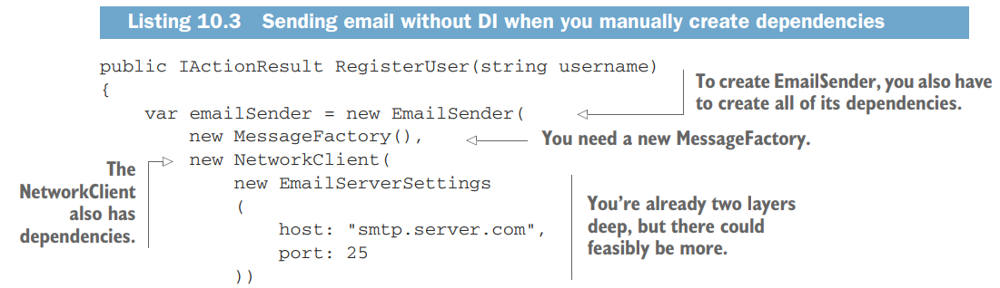 Listing 10.3 Sending email without DI when you manually create dependencies
public IActionResult RegisterUser(string username)
{
var emailSender = new EmailSender(
To create EmailSender, you also have
to create all of its dependencies.
new MessageFactory(),
You need a new MessageFactory.
new NetworkClient(
The
NetworkClient
also has
dependencies.
new EmailServerSettings
(
host: "smtp.server.com",
port: 25
))
You’re already two layers
deep, but there could
feasibly be more.